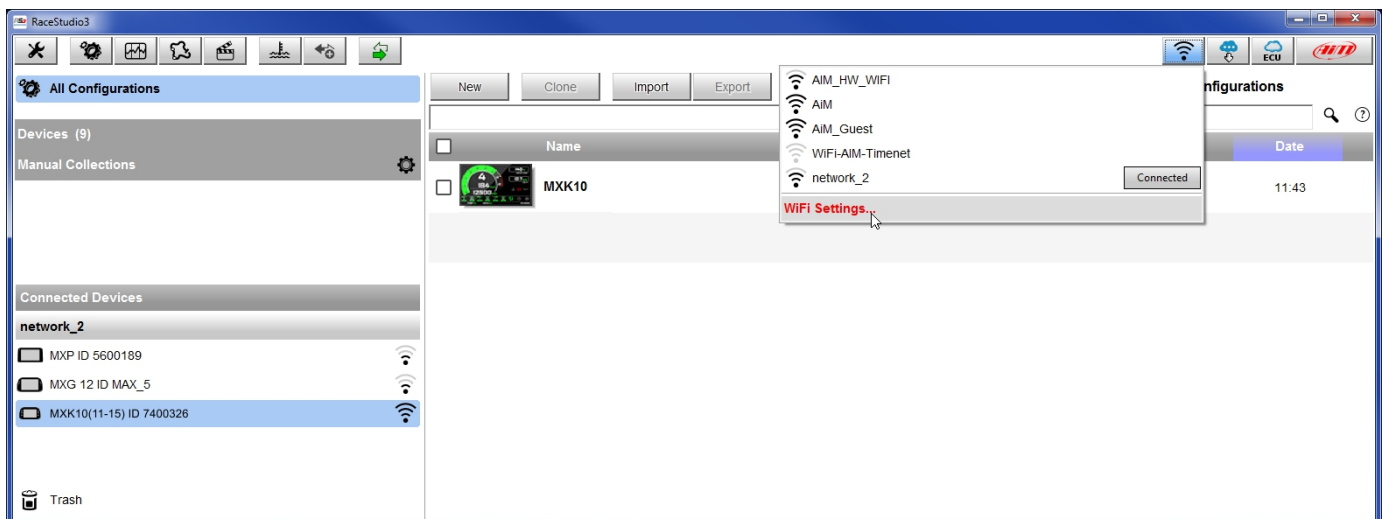 RaceStudio3
ECU
AiM
All Configurations
Devices (9)
Manual Collections
Connected Devices
network_2
MXP ID 5600189
MXG 12 ID MAX_5
MXK10(11-15) ID 7400326
Trash
New Clone Import Export
nfigurations
Name Date
MXK10 11:43
AIM_HW_WIFI
AiM
AiM_Guest
WiFi-AiM-Timenet
network_2 Connected
WiFi Settings...